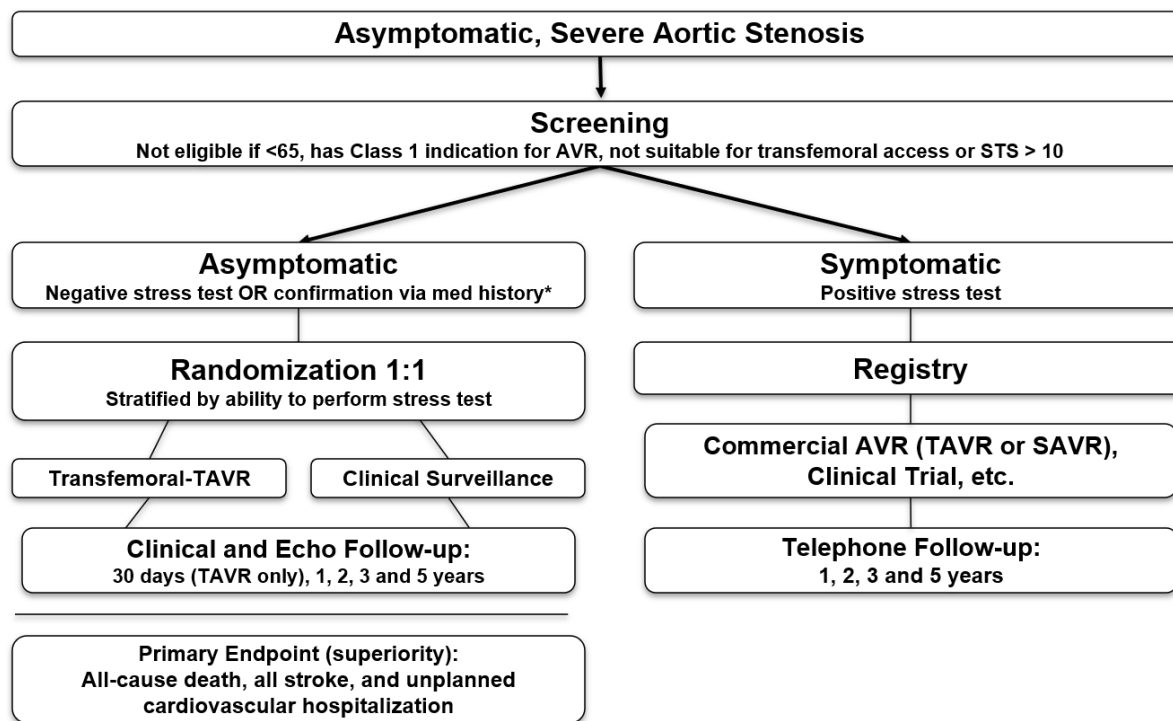 Asymptomatic, Severe Aortic Stenosis
Screening
Not eligible if <65, has Class 1 indication for AVR, not suitable for transfemoral access or STS > 10
Asymptomatic
Negative stress test OR confirmation via med history*
Symptomatic
Positive stress test
Randomization 1:1
Stratified by ability to perform stress test
Registry
Transfemoral-TAVR
Clinical Surveillance
Commercial AVR (TAVR or SAVR),
Clinical Trial, etc.
Clinical and Echo Follow-up:
30 days (TAVR only), 1, 2, 3 and 5 years
Telephone Follow-up:
1, 2, 3 and 5 years
Primary Endpoint (superiority):
All-cause death, all stroke, and unplanned
cardiovascular hospitalization